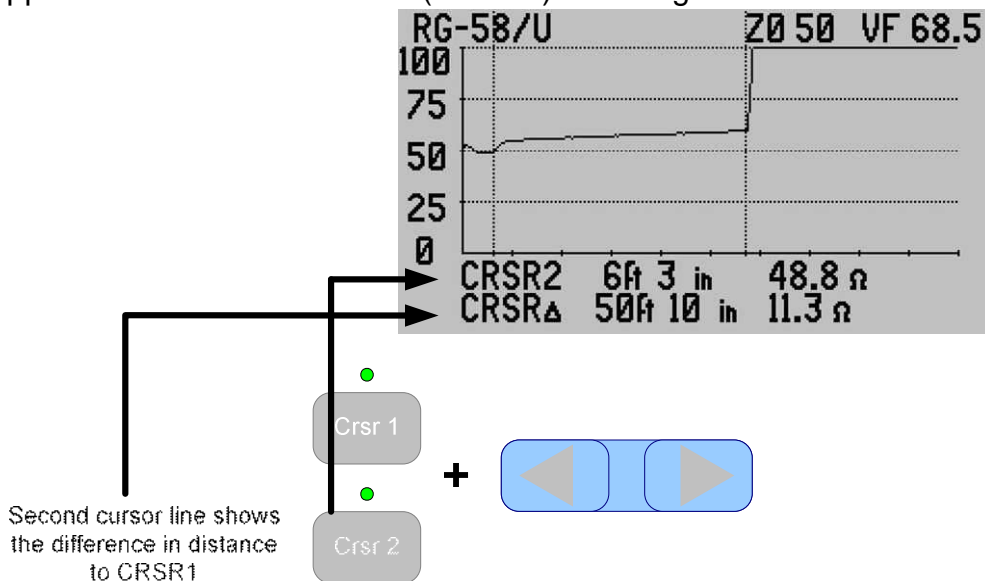 RG-58/U Z0 50 VF 68.5
100
75
50
25
0
CRSR2 6ft 3 in 48.8 Ω
CRSR▵ 50ft 10 in 11.3 Ω
Crsr 1
+
Crsr 2
Second cursor line shows
the difference in distance
to CRSR1